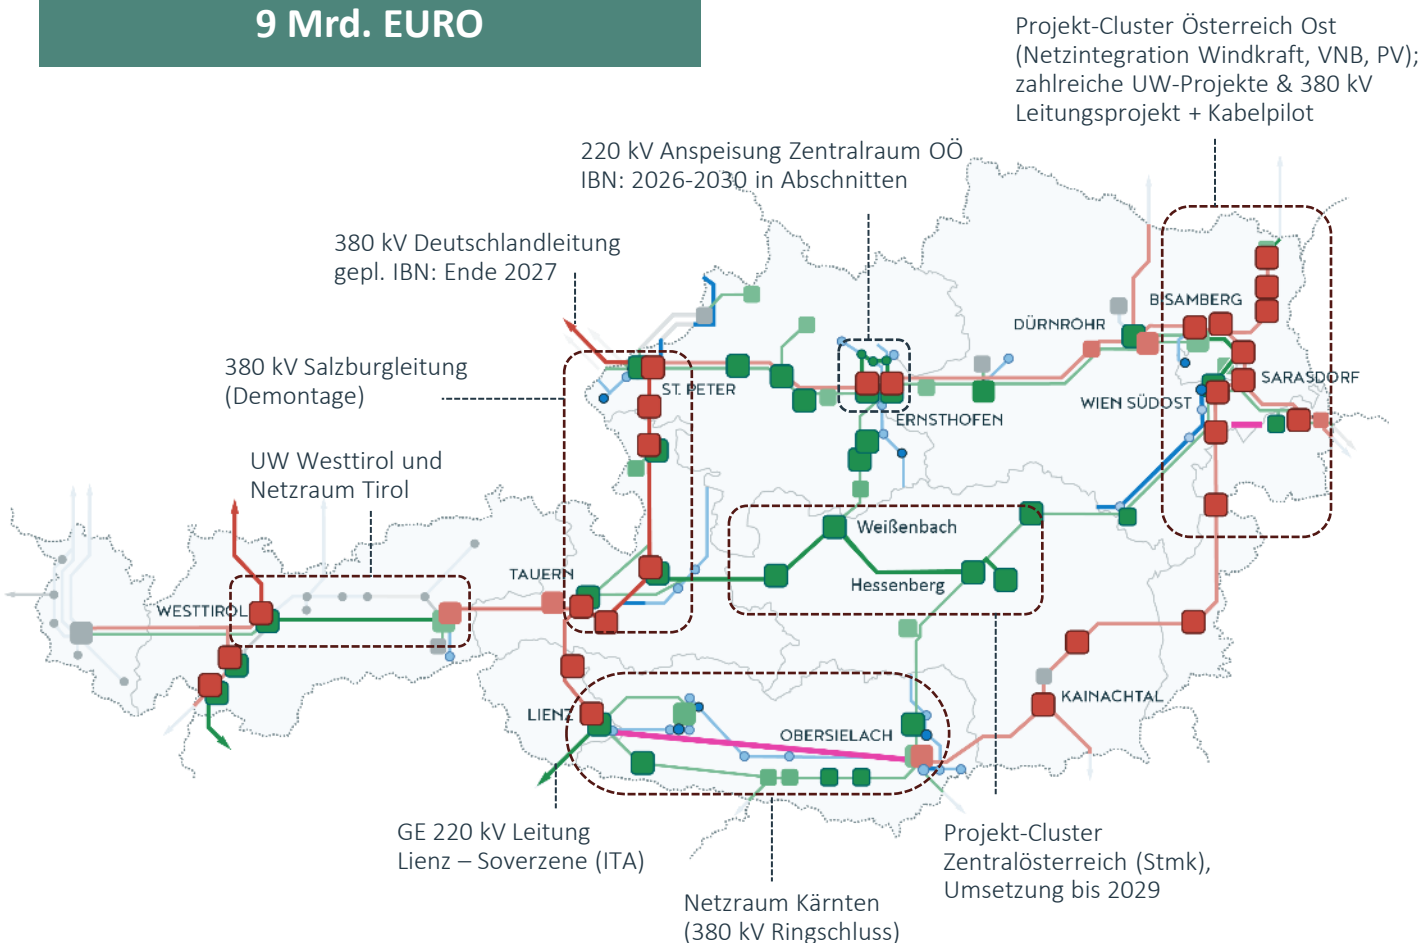 9 Mrd. EURO
Projekt-Cluster Österreich Ost
(Netzintegration Windkraft, VNB, PV);
zahlreiche UW-Projekte & 380 kV
Leitungsprojekt + Kabelpilot
220 kV Anspeisung Zentralraum OÖ
IBN: 2026-2030 in Abschnitten
380 kV Deutschlandleitung
gepl. IBN: Ende 2027
BISAMBERG
DÜRNROHR
380 kV Salzburgleitung
(Demontage)
ST. PETER
SARASDORF
WIEN SÜDOST
ERNSTHOFEN
UW Westtirol und
Netzraum Tirol
Weißenbach
TAUERN
Hessenberg
WESTTIROL
KAINACHTAL
LIENZ
OBERSIELACH
GE 220 kV Leitung
Lienz – Soverzene (ITA)
Projekt-Cluster
Zentralösterreich (Stmk),
Umsetzung bis 2029
Netzraum Kärnten
(380 kV Ringschluss)